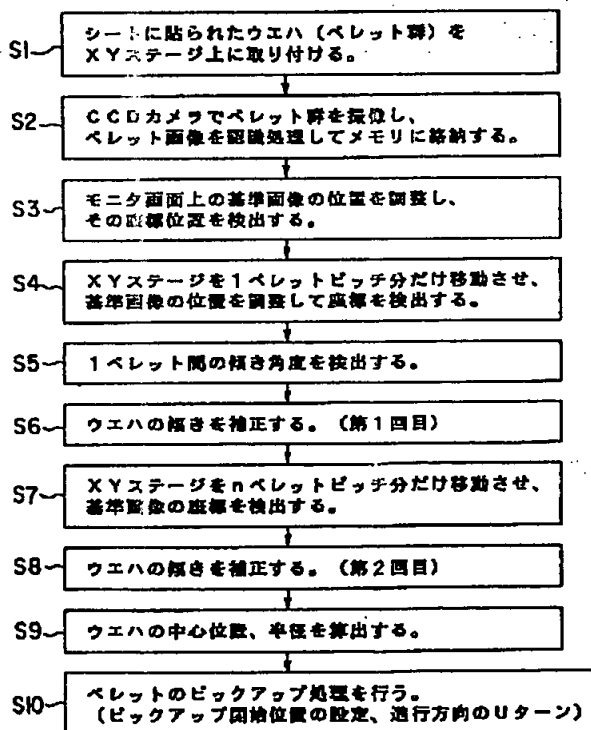 S1 シートに貼られたウエハ(ペレット群)を
XYステージ上に取り付ける。
S2 CCDカメラでペレット群を撮像し、
ペレット画像を認識処理してメモリに格納する。
S3 モニタ画面上の基準画像の位置を調整し、
その座標位置を検出する。
S4 XYステージを1ペレットピッチ分だけ移動させ、
基準画像の位置を調整して座標を検出する。
S5 1ペレット間の傾き角度を検出する。
S6 ウエハの傾きを補正する。(第1回目)
S7 XYステージをnペレットピッチ分だけ移動させ、
基準画像の座標を検出する。
S8 ウエハの傾きを補正する。(第2回目)
S9 ウエハの中心位置、半径を算出する。
S10 ペレットのピックアップ処理を行う。
(ピックアップ開始位置の設定、進行方向のUターン)